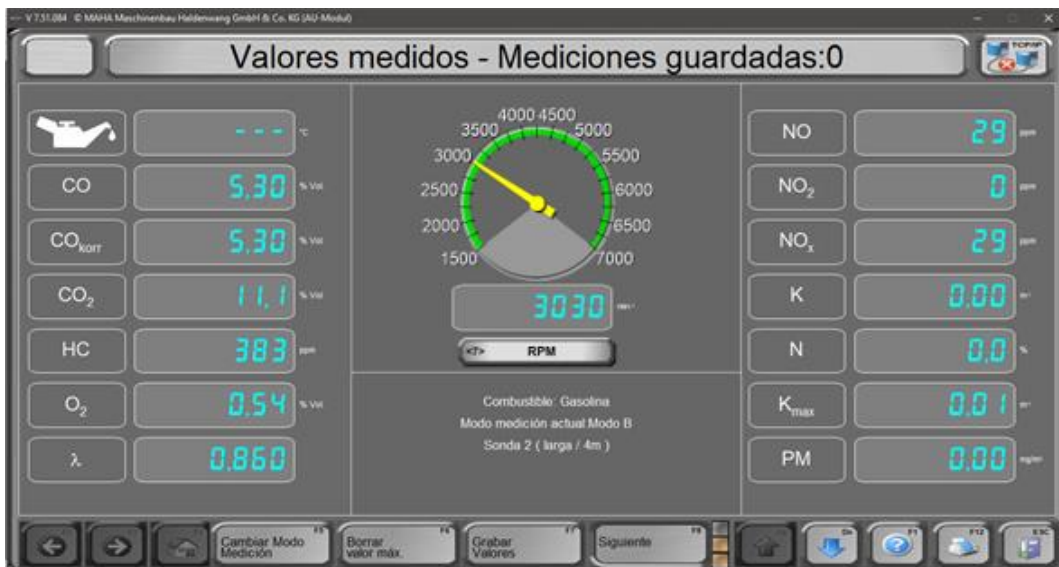 V 7.51.084 © MAHA Maschinenbau Haldenwang GmbH & Co. KG (AU-Modul)
Valores medidos - Mediciones guardadas:0
TCP/IP
--- °C
CO 5,30 % Vol
COkorr 5,30 % Vol
CO2 11,1 % Vol
HC 383 ppm
O2 0,54 % Vol
λ 0,860
1500
2000
2500
3000
3500
4000
4500
5000
5500
6000
6500
7000
3030 min-¹
<?> RPM
Combustible: Gasolina
Modo medición actual Modo B
Sonda 2 ( larga / 4m )
NO 29 ppm
NO2 0 ppm
NOx 29 ppm
K 0,00 m-¹
N 0,0 %
Kmax 0,01 m-¹
PM 0,00 mg/m³
F5
Cambiar Modo
Medición
F6
Borrar
valor máx.
F7
Grabar
Valores
F8
Siguiente
Dn
F1
F12
ESC